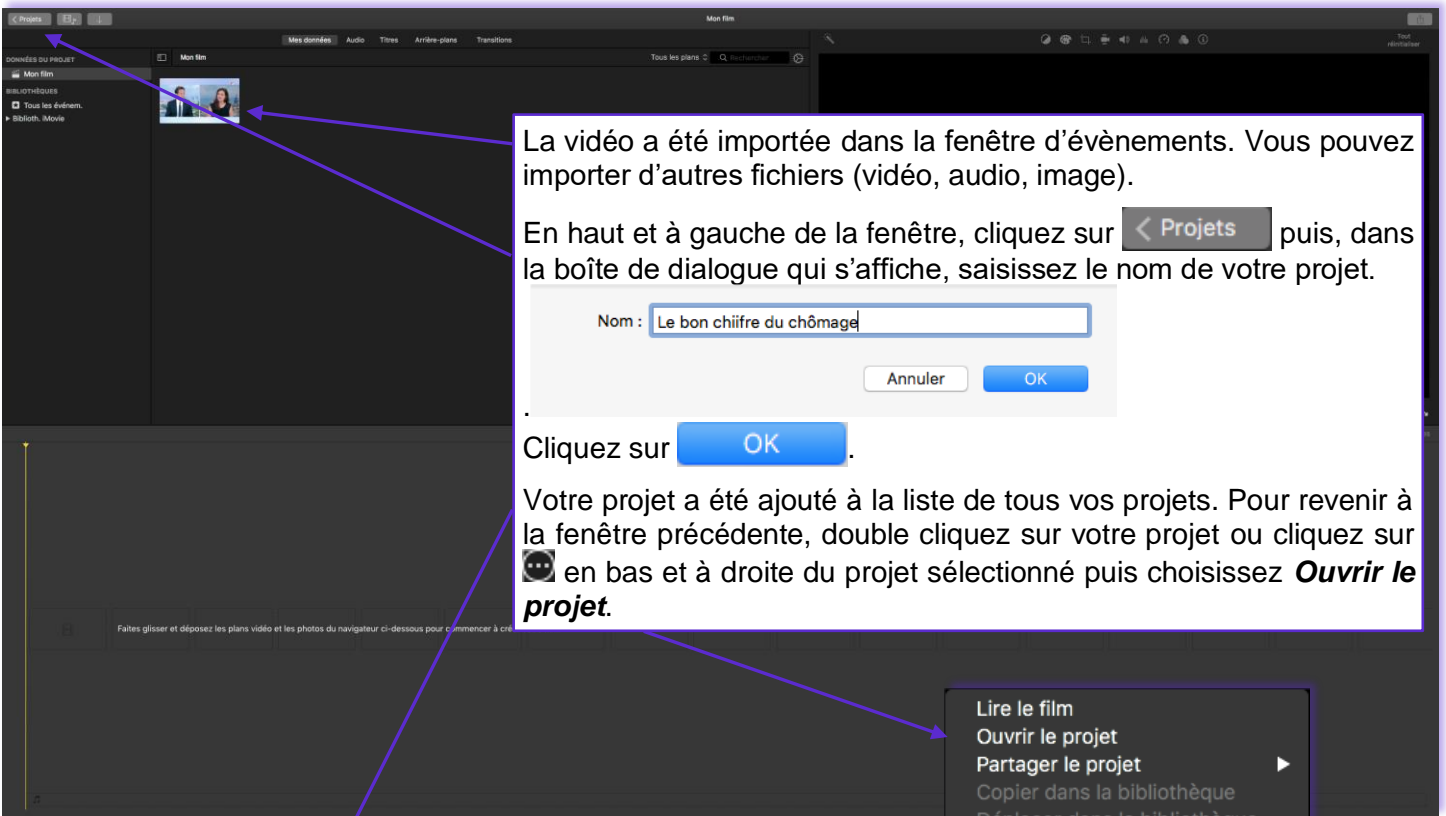 Projets
Mon film
Mes données Audio Titres Arrière-plans Transitions
Tout réinitialiser
DONNÉES DU PROJET
Mon film
Tous les plans
Rechercher
Mon film
BIBLIOTHÈQUES
Tous les événem.
Biblioth. iMovie
La vidéo a été importée dans la fenêtre d’évènements. Vous pouvez
importer d’autres fichiers (vidéo, audio, image).
En haut et à gauche de la fenêtre, cliquez sur Projets puis, dans
la boîte de dialogue qui s’affiche, saisissez le nom de votre projet.
Nom : Le bon chiifre du chômage
Annuler OK
.
Cliquez sur OK.
Votre projet a été ajouté à la liste de tous vos projets. Pour revenir à
la fenêtre précédente, double cliquez sur votre projet ou cliquez sur
en bas et à droite du projet sélectionné puis choisissez Ouvrir le
projet.
Faites glisser et déposez les plans vidéo et les photos du navigateur ci-dessous pour commencer à cré
Lire le film
Ouvrir le projet
Partager le projet
Copier dans la bibliothèque